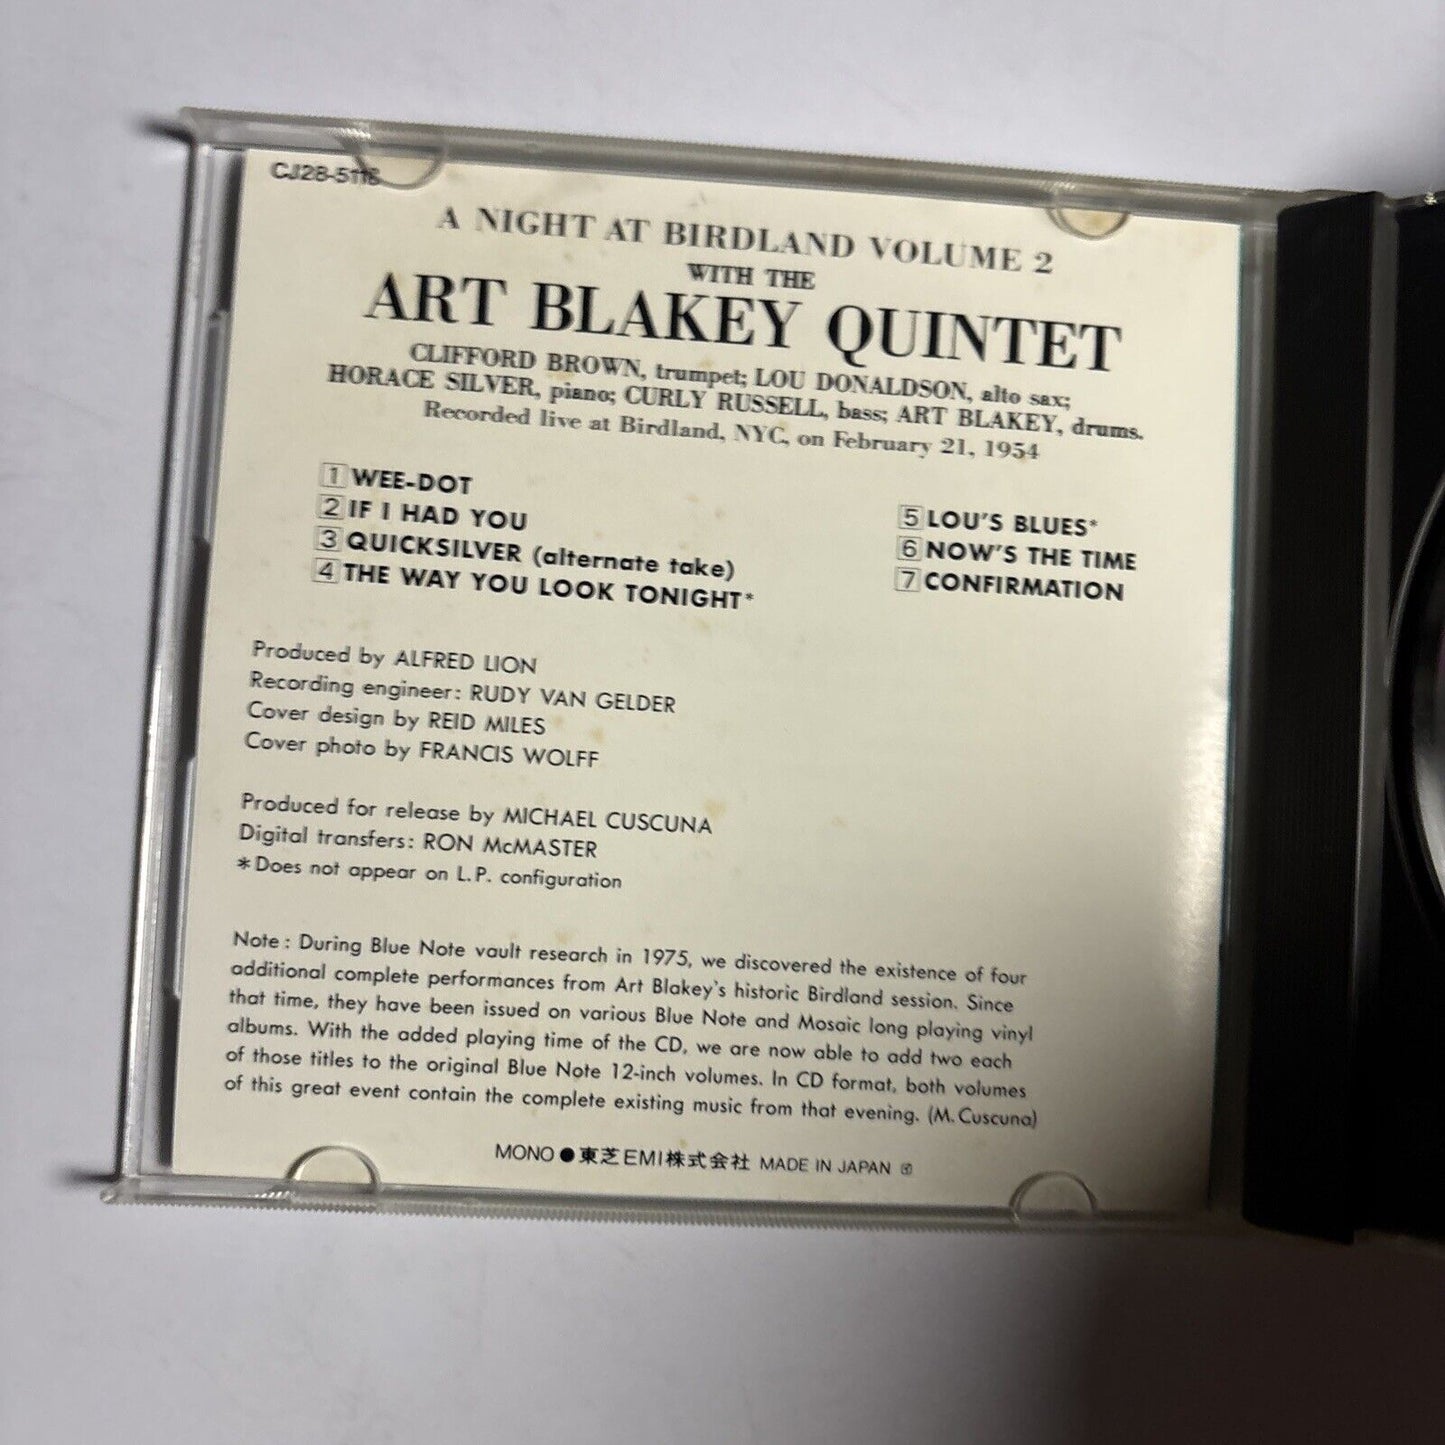 CJ28-5116
A NIGHT AT BIRDLAND VOLUME 2
WITH THE
ART BLAKEY QUINTET
CLIFFORD BROWN, trumpet; LOU DONALDSON, alto sax;
HORACE SILVER, piano; CURLY RUSSELL, bass; ART BLAKEY, drums.
Recorded live at Birdland, NYC, on February 21, 1954
1 WEE-DOT
2 IF I HAD YOU
3 QUICKSILVER (alternate take)
4 THE WAY YOU LOOK TONIGHT*
5 LOU'S BLUES*
6 NOW'S THE TIME
7 CONFIRMATION
Produced by ALFRED LION
Recording engineer: RUDY VAN GELDER
Cover design by REID MILES
Cover photo by FRANCIS WOLFF
Produced for release by MICHAEL CUSCUNA
Digital transfers: RON McMASTER
*Does not appear on L.P. configuration
Note: During Blue Note vault research in 1975, we discovered the existence of four
additional complete performances from Art Blakey's historic Birdland session. Since
that time, they have been issued on various Blue Note and Mosaic long playing vinyl
albums. With the added playing time of the CD, we are now able to add two each
of those titles to the original Blue Note 12-inch volumes. In CD format, both volumes
of this great event contain the complete existing music from that evening. (M. Cuscuna)
MONO ● 東芝EMI株式会社 MADE IN JAPAN